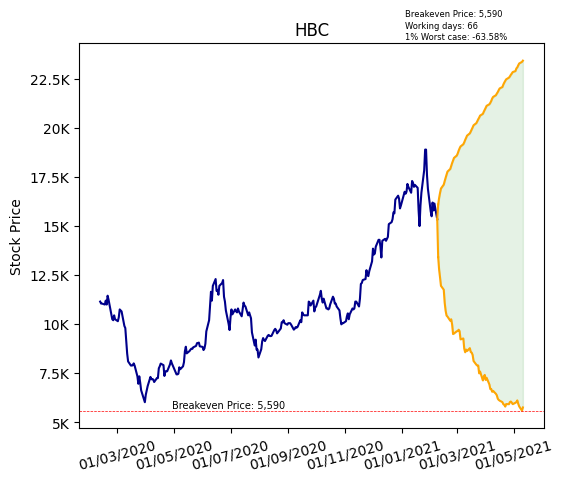 Breakeven Price: 5,590
Working days: 66
1% Worst case: -63.58%
HBC
Stock Price
22.5K
20K
17.5K
15K
12.5K
10K
7.5K
5K
Breakeven Price: 5,590
01/03/2020
01/05/2020
01/07/2020
01/09/2020
01/11/2020
01/01/2021
01/03/2021
01/05/2021